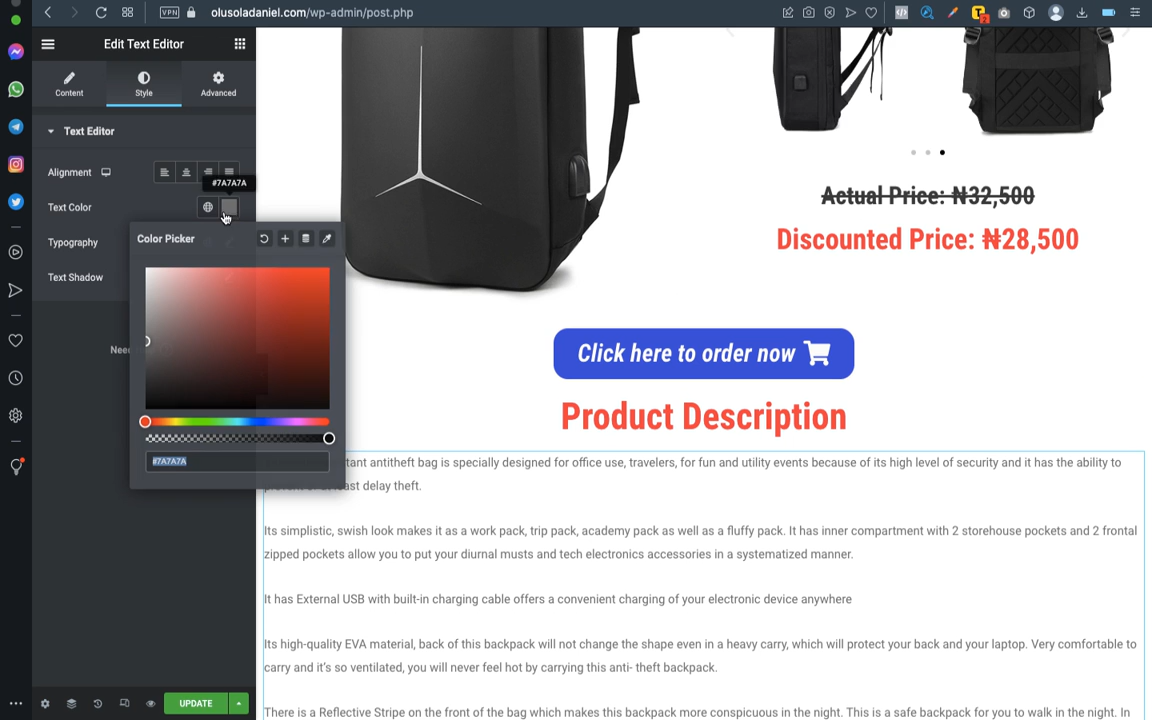 VPN
olusoladaniel.com/wp-admin/post.php
2
Edit Text Editor
Content
Style
Advanced
Text Editor
Alignment
#7A7A7A
Text Color
Color Picker
Typography
Text Shadow
Nee
#7A7A7A
UPDATE
Actual Price: ₦32,500
Discounted Price: ₦28,500
Click here to order now
Product Description
tant antitheft bag is specially designed for office use, travelers, for fun and utility events because of its high level of security and it has the ability to
ast delay theft.
Its simplistic, swish look makes it as a work pack, trip pack, academy pack as well as a fluffy pack. It has inner compartment with 2 storehouse pockets and 2 frontal
zipped pockets allow you to put your diurnal musts and tech electronics accessories in a systematized manner.
It has External USB with built-in charging cable offers a convenient charging of your electronic device anywhere
Its high-quality EVA material, back of this backpack will not change the shape even in a heavy carry, which will protect your back and your laptop. Very comfortable to
carry and it's so ventilated, you will never feel hot by carrying this anti- theft backpack.
There is a Reflective Stripe on the front of the bag which makes this backpack more conspicuous in the night. This is a safe backpack for you to walk in the night. In